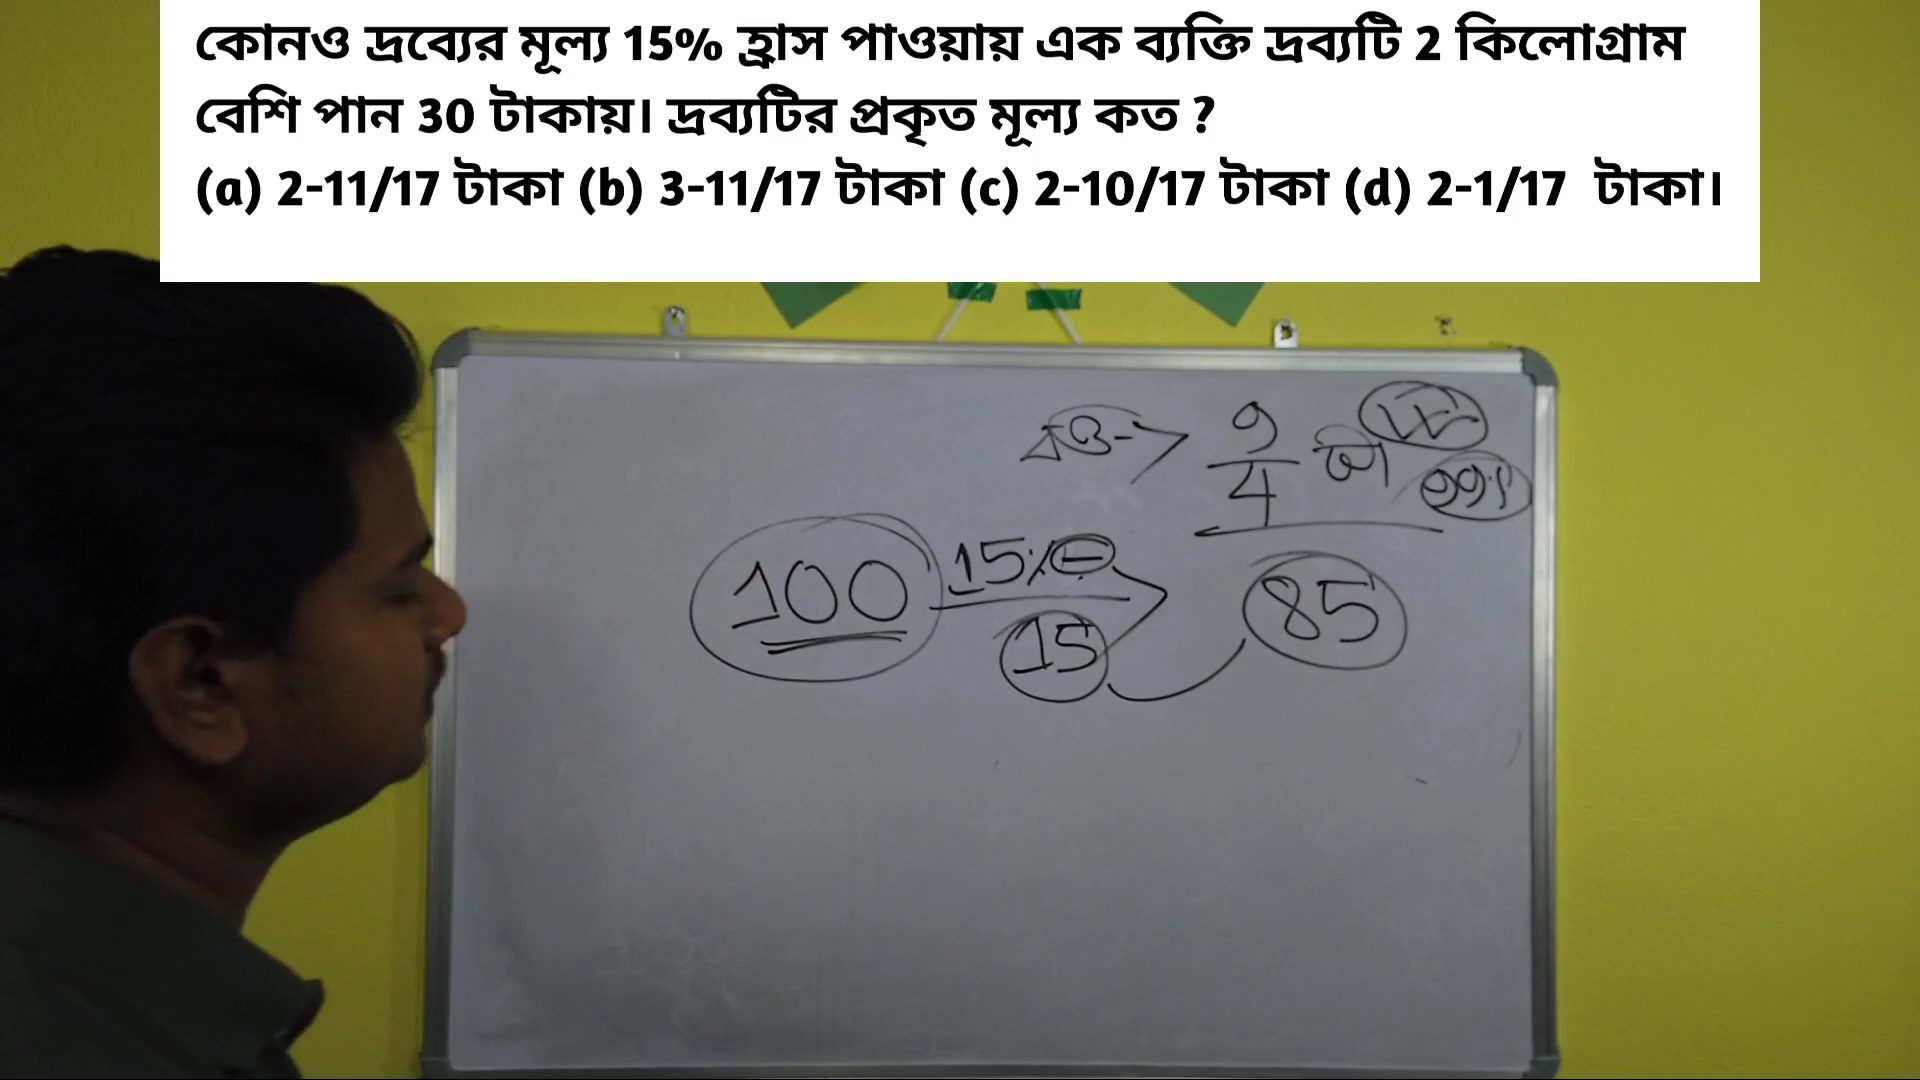 কোনও দ্রব্যের মূল্য 15% হ্রাস পাওয়ায় এক ব্যক্তি দ্রব্যটি 2 কিলোগ্রাম
বেশি পান 30 টাকায়। দ্রব্যটির প্রকৃত মূল্য কত ?
(a) 2-11/17 টাকা (b) 3-11/17 টাকা (c) 2-10/17 টাকা (d) 2-1/17 টাকা।
100 15% 85
15